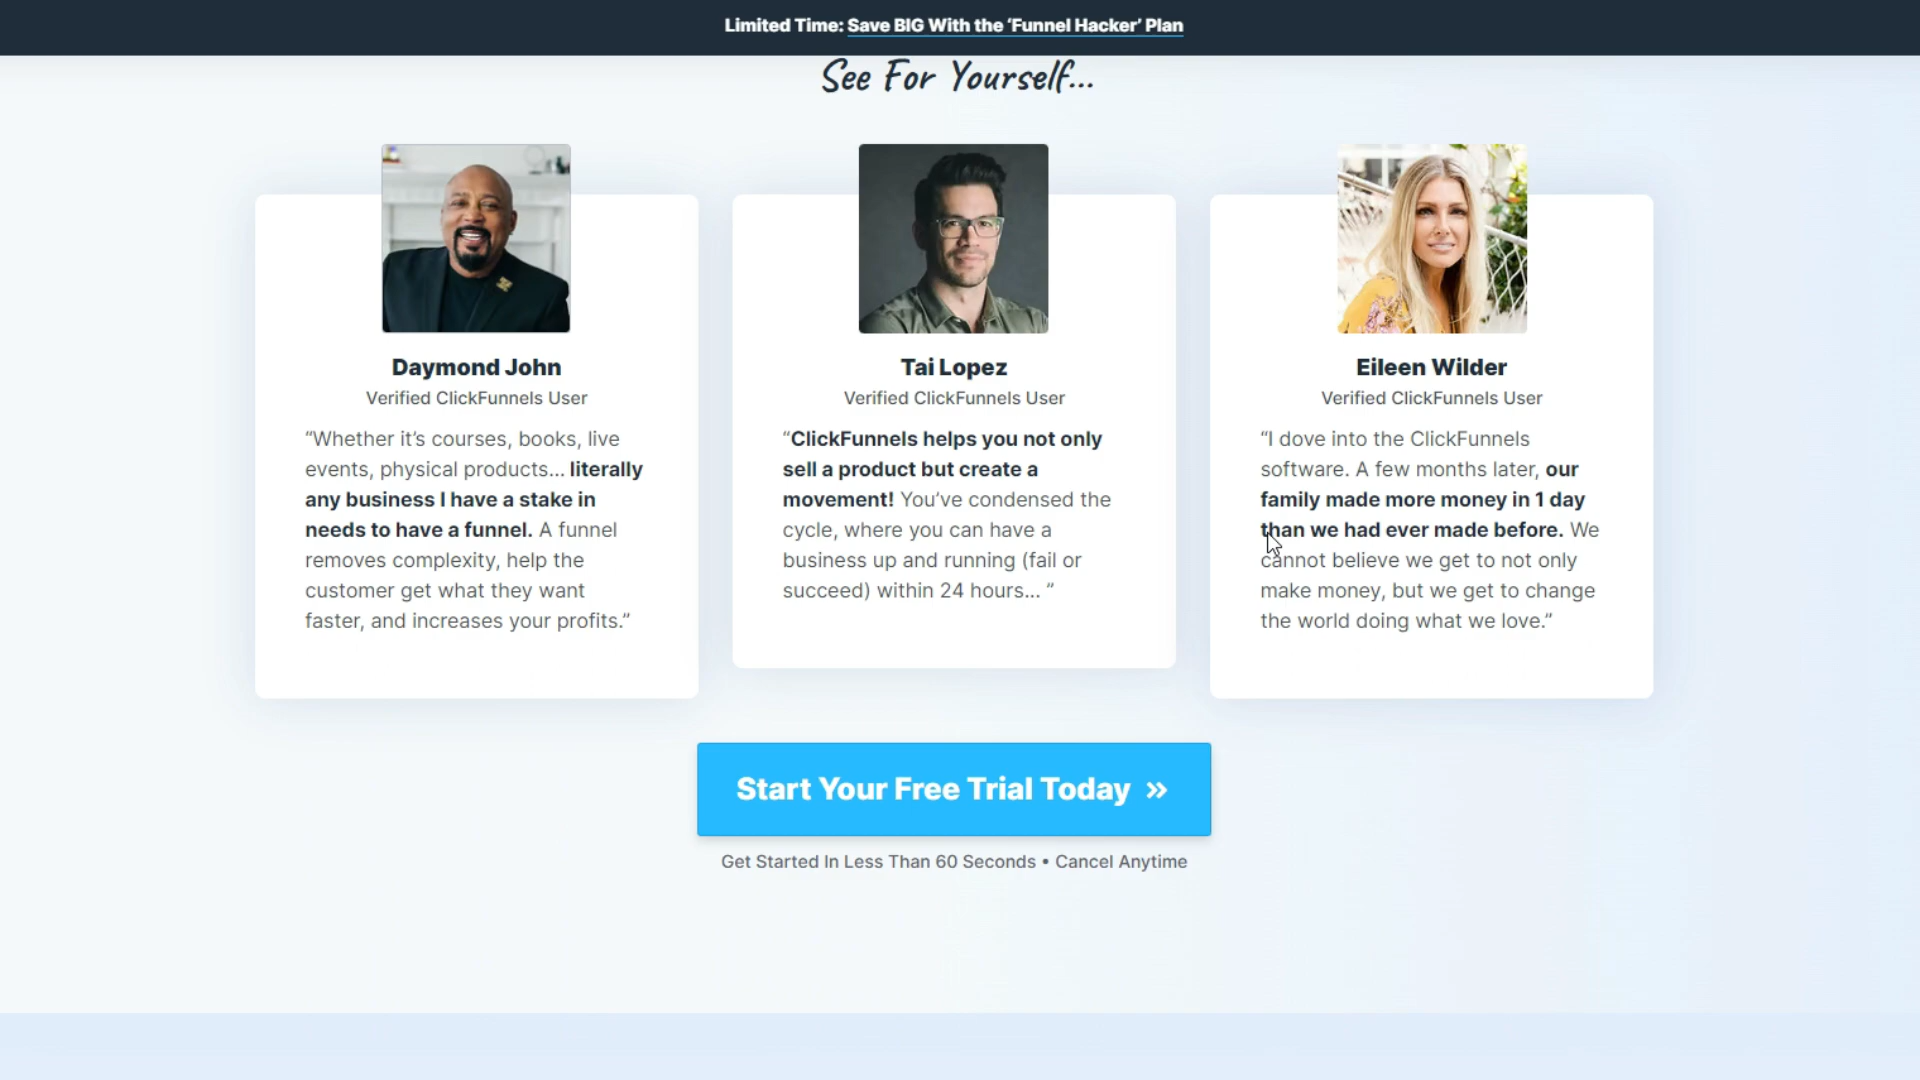 Limited Time: Save BIG With the ‘Funnel Hacker’ Plan
See For Yourself...
Daymond John
Verified ClickFunnels User
“Whether it’s courses, books, live
events, physical products... literally
any business I have a stake in
needs to have a funnel. A funnel
removes complexity, help the
customer get what they want
faster, and increases your profits.”
Tai Lopez
Verified ClickFunnels User
“ClickFunnels helps you not only
sell a product but create a
movement! You’ve condensed the
cycle, where you can have a
business up and running (fail or
succeed) within 24 hours... ”
Eileen Wilder
Verified ClickFunnels User
“I dove into the ClickFunnels
software. A few months later, our
family made more money in 1 day
than we had ever made before. We
cannot believe we get to not only
make money, but we get to change
the world doing what we love.”
Start Your Free Trial Today »
Get Started In Less Than 60 Seconds • Cancel Anytime